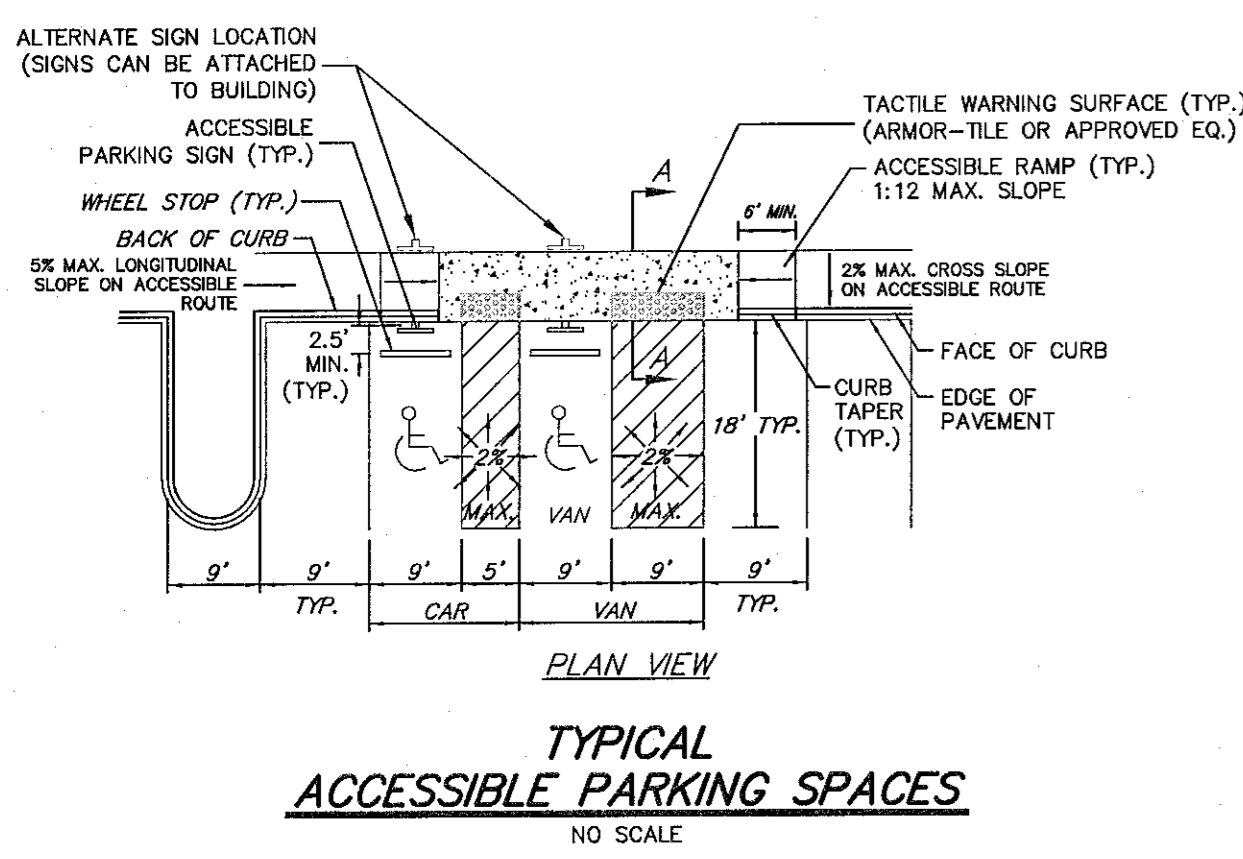 ALTERNATE SIGN LOCATION
(SIGNS CAN BE ATTACHED
TO BUILDING)
ACCESSIBLE
PARKING SIGN (TYP.)
WHEEL STOP (TYP.)
BACK OF CURB
5% MAX. LONGITUDINAL
SLOPE ON ACCESSIBLE
ROUTE
2.5'
MIN.
(TYP.)
A
A
TACTILE WARNING SURFACE (TYP.)
(ARMOR-TILE OR APPROVED EQ.)
ACCESSIBLE RAMP (TYP.)
1:12 MAX. SLOPE
6' MIN.
2% MAX. CROSS SLOPE
ON ACCESSIBLE ROUTE
FACE OF CURB
EDGE OF
PAVEMENT
CURB
TAPER
(TYP.)
18' TYP.
2%
2%
MAX.
VAN
MAX.
9'
9'
9'
5'
9'
9'
9'
TYP.
CAR
VAN
TYP.
PLAN VIEW
TYPICAL
ACCESSIBLE PARKING SPACES
NO SCALE